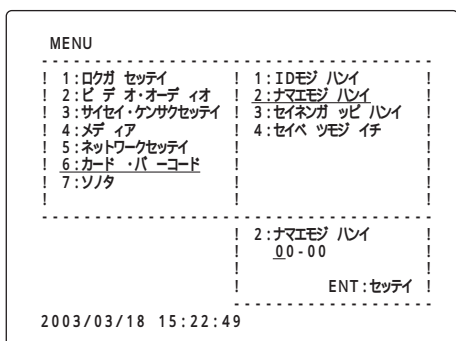 MENU
! 1:ロクガ セッテイ ! 1:IDモジ ハンイ !
! 2:ビ デ オ・オーデ ィオ ! 2:ナマエモジ ハンイ !
! 3:サイセイ・ケンサクセッテイ ! 3:セイネンガ ッピ ハンイ !
! 4:メデ ィア ! 4:セイベ ツモジ イチ !
! 5:ネットワークセッテイ ! !
! 6:カード ・バ ーコード ! !
! 7:ソノタ ! !
! ! !
! 2:ナマエモジ ハンイ !
! 00-00 !
! !
! ENT:セッテイ !
2003/03/18 15:22:49